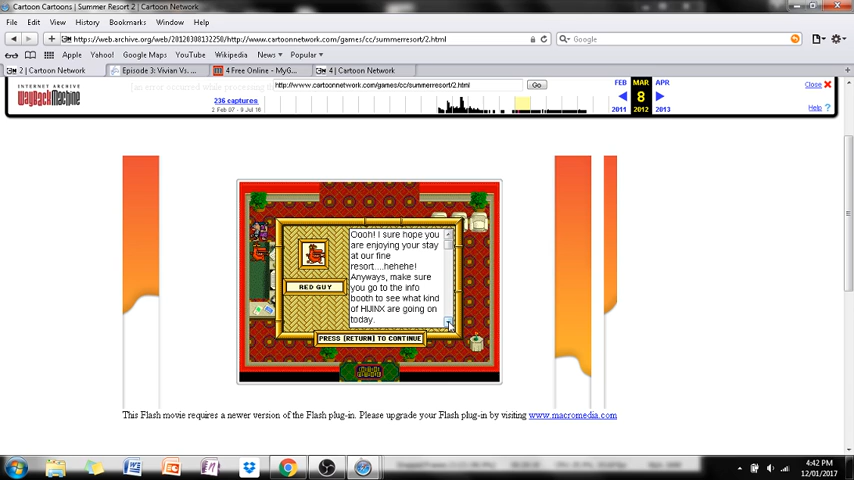 Cartoon Cartoons | Summer Resort 2 | Cartoon Network
File Edit View History Bookmarks Window Help
https://web.archive.org/web/20120308132250/http://www.cartoonnetwork.com/games/cc/summerresort/2.html
Google
Apple Yahoo! Google Maps YouTube Wikipedia News Popular
2 | Cartoon Network
Episode 3: Vivian Vs. ...
4 Free Online - MyG...
4 | Cartoon Network
INTERNET ARCHIVE
WayBackMachine
http://www.cartoonnetwork.com/games/cc/summerresort/2.html
Go
236 captures
2 Feb 07 - 9 Jul 16
FEB MAR APR
8
2011 2012 2013
Close
Help ?
Oooh! I sure hope you
are enjoying your stay
at our fine
resort....hehehe!
Anyways, make sure
you go to the info
booth to see what kind
of HIJINX are going on
today.
RED GUY
PRESS [RETURN] TO CONTINUE
This Flash movie requires a newer version of the Flash plug-in. Please upgrade your Flash plug-in by visiting www.macromedia.com
4:42 PM
12/01/2017